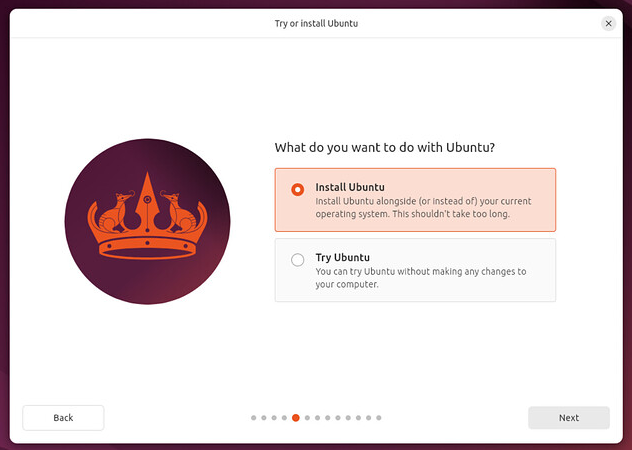 Try or install Ubuntu
What do you want to do with Ubuntu?
Install Ubuntu
Install Ubuntu alongside (or instead of) your current
operating system. This shouldn't take too long.
Try Ubuntu
You can try Ubuntu without making any changes to
your computer.
Back
Next